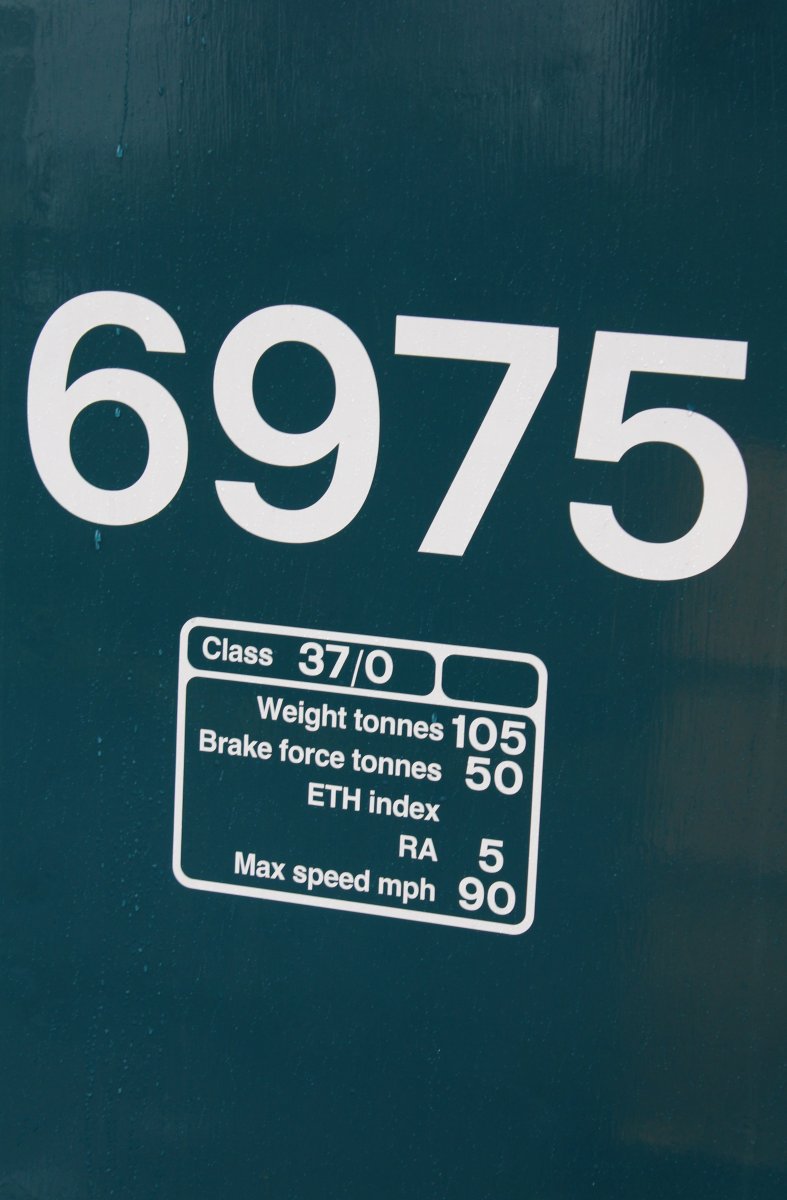 6975
Class 37/0
Weight tonnes 105
Brake force tonnes 50
ETH index
RA 5
Max speed mph 90